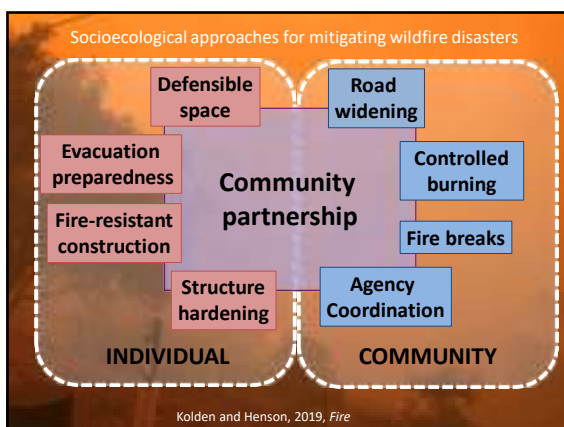 Socioecological approaches for mitigating wildfire disasters
Defensible
space
Evacuation
preparedness
Fire-resistant
construction
Structure
hardening
INDIVIDUAL
Community
partnership
Road
widening
Controlled
burning
Fire breaks
Agency
Coordination
COMMUNITY
Kolden and Henson, 2019, Fire